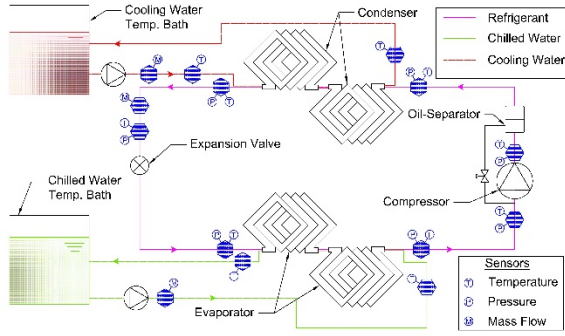 Cooling Water
Temp. Bath
Condenser
Refrigerant
Chilled Water
Cooling Water
M
T
T
P
T
P
T
Oil-Separator
M
P
Expansion Valve
T
P
Compressor
Chilled Water
Temp. Bath
T
P
P
T
P
M
Evaporator
Sensors
T Temperature
P Pressure
M Mass Flow